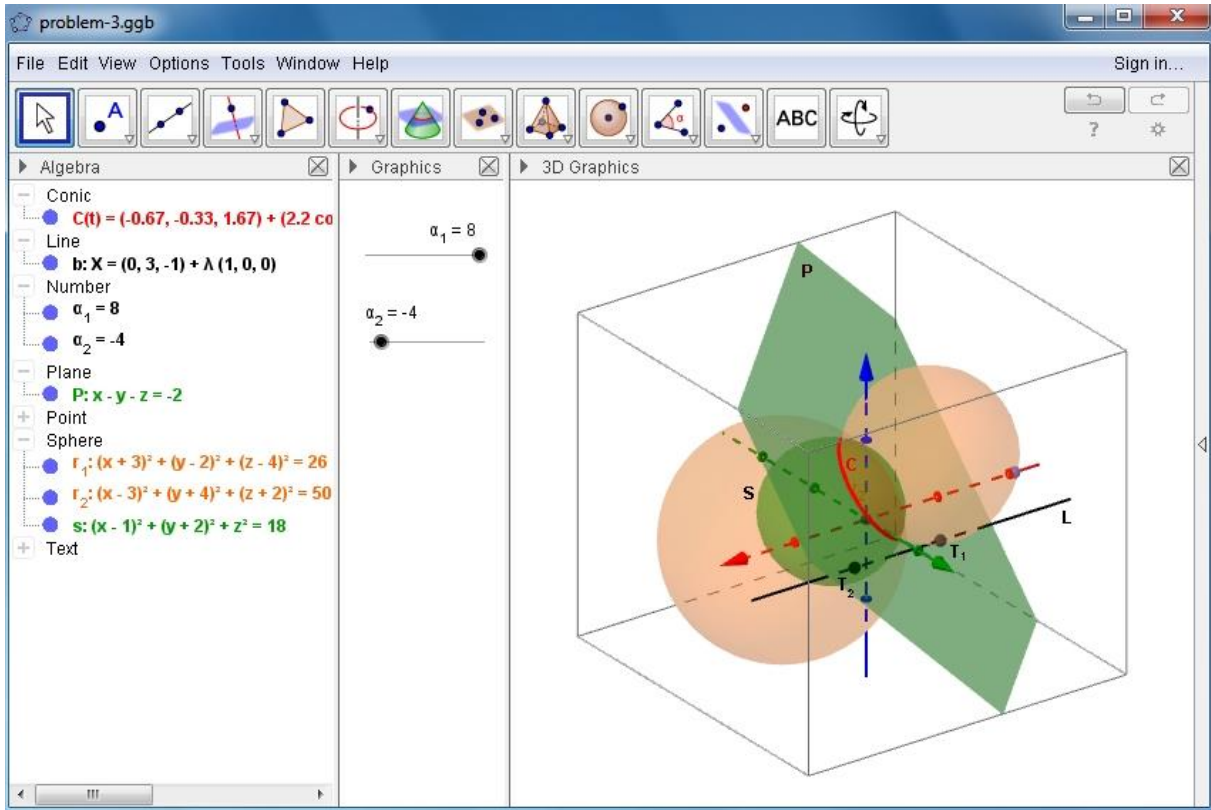 problem-3.ggb
File Edit View Options Tools Window Help
Sign in...
A
α
ABC
?
Algebra
Graphics
3D Graphics
Conic
C(t) = (-0.67, -0.33, 1.67) + (2.2 co
Line
b: X = (0, 3, -1) + λ (1, 0, 0)
Number
α₁ = 8
α₂ = -4
Plane
P: x - y - z = -2
Point
Sphere
r₁: (x + 3)² + (y - 2)² + (z - 4)² = 26
r₂: (x - 3)² + (y + 4)² + (z + 2)² = 50
s: (x - 1)² + (y + 2)² + z² = 18
Text
α₁ = 8
α₂ = -4
P
C
S
L
T₁
T₂